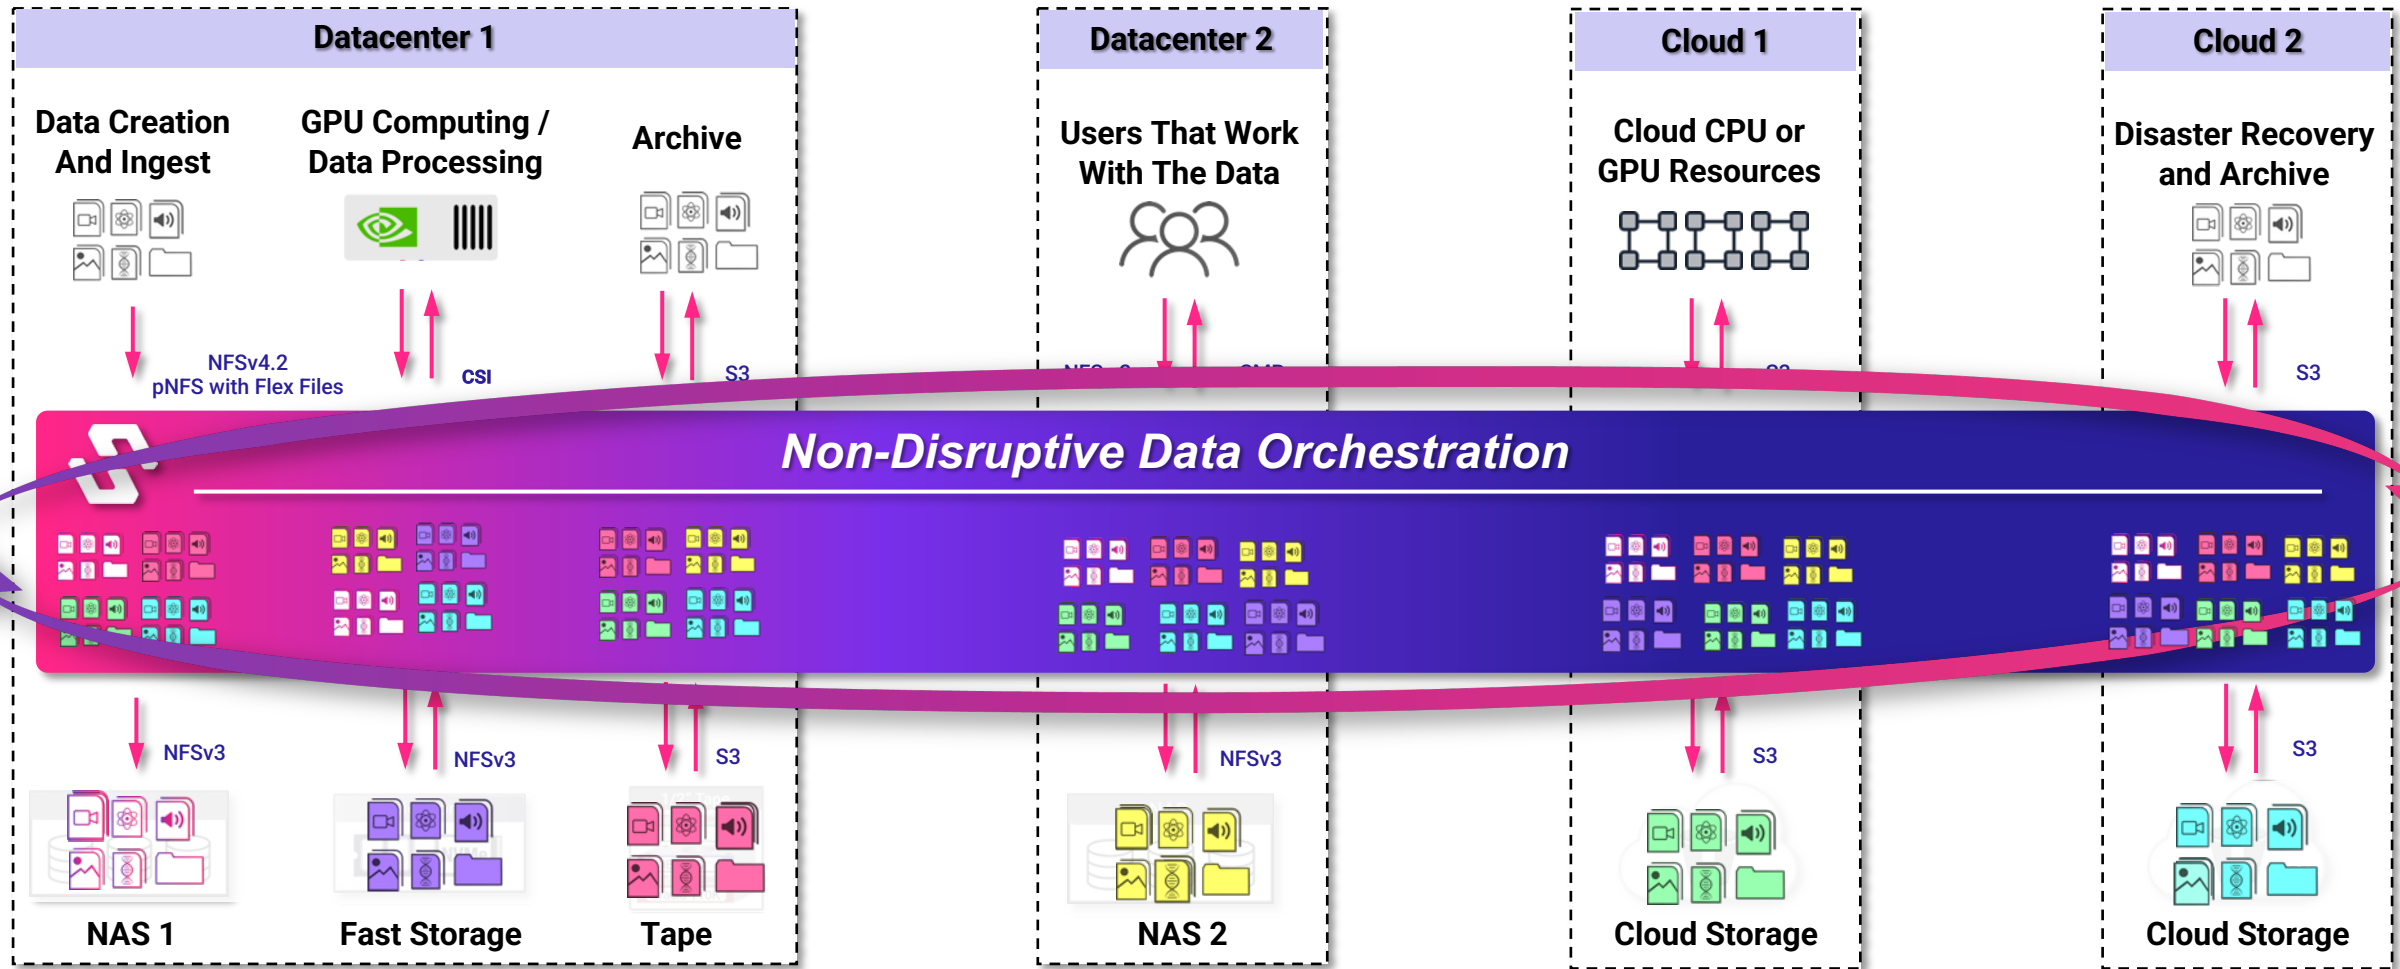 Datacenter 1
Datacenter 2
Cloud 1
Cloud 2
Data Creation
And Ingest
GPU Computing /
Data Processing
Archive
Users That Work
With The Data
Cloud CPU or
GPU Resources
Disaster Recovery
and Archive
NFSv4.2
pNFS with Flex Files
CSI
S3
S3
S3
Non-Disruptive Data Orchestration
NFSv3
NFSv3
S3
NFSv3
S3
S3
NAS 1
Fast Storage
Tape
NAS 2
Cloud Storage
Cloud Storage